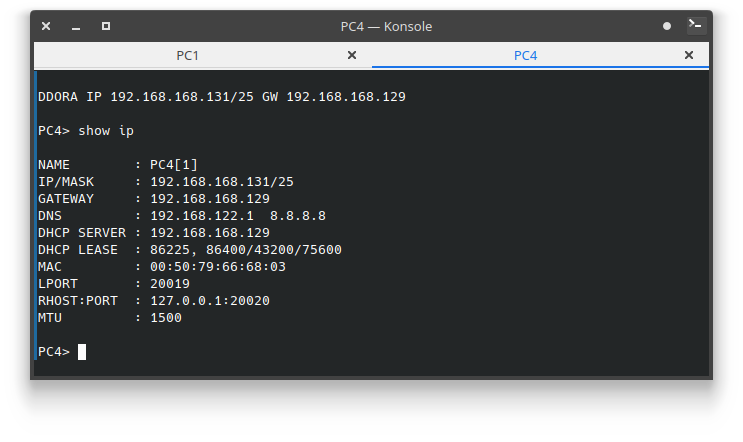 PC4 — Konsole
PC1
PC4
DDORA IP 192.168.168.131/25 GW 192.168.168.129
PC4> show ip
NAME        : PC4[1]
IP/MASK     : 192.168.168.131/25
GATEWAY     : 192.168.168.129
DNS         : 192.168.122.1  8.8.8.8
DHCP SERVER : 192.168.168.129
DHCP LEASE  : 86225, 86400/43200/75600
MAC         : 00:50:79:66:68:03
LPORT       : 20019
RHOST:PORT  : 127.0.0.1:20020
MTU         : 1500
PC4>